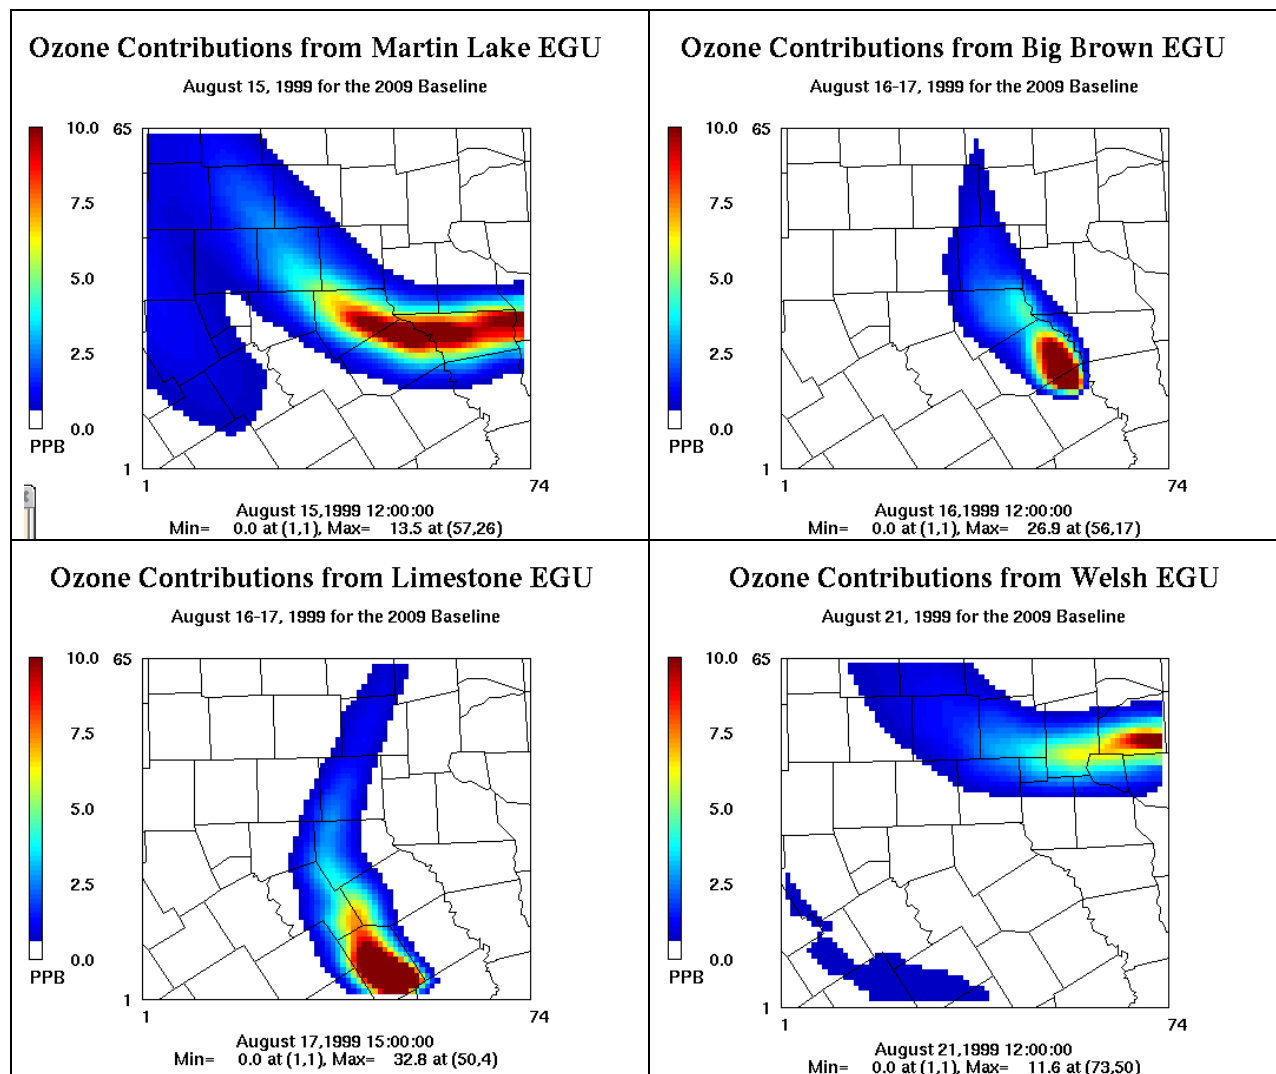 Ozone Contributions from Martin Lake EGU
August 15, 1999 for the 2009 Baseline
10.0
7.5
5.0
2.5
0.0
PPB
65
1
1
74
August 15,1999 12:00:00
Min= 0.0 at (1,1), Max= 13.5 at (57,26)
Ozone Contributions from Big Brown EGU
August 16-17, 1999 for the 2009 Baseline
10.0
7.5
5.0
2.5
0.0
PPB
65
1
1
74
August 16,1999 12:00:00
Min= 0.0 at (1,1), Max= 26.9 at (56,17)
Ozone Contributions from Limestone EGU
August 16-17, 1999 for the 2009 Baseline
10.0
7.5
5.0
2.5
0.0
PPB
65
1
1
74
August 17,1999 15:00:00
Min= 0.0 at (1,1), Max= 32.8 at (50,4)
Ozone Contributions from Welsh EGU
August 21, 1999 for the 2009 Baseline
10.0
7.5
5.0
2.5
0.0
PPB
65
1
1
74
August 21,1999 12:00:00
Min= 0.0 at (1,1), Max= 11.6 at (73,50)